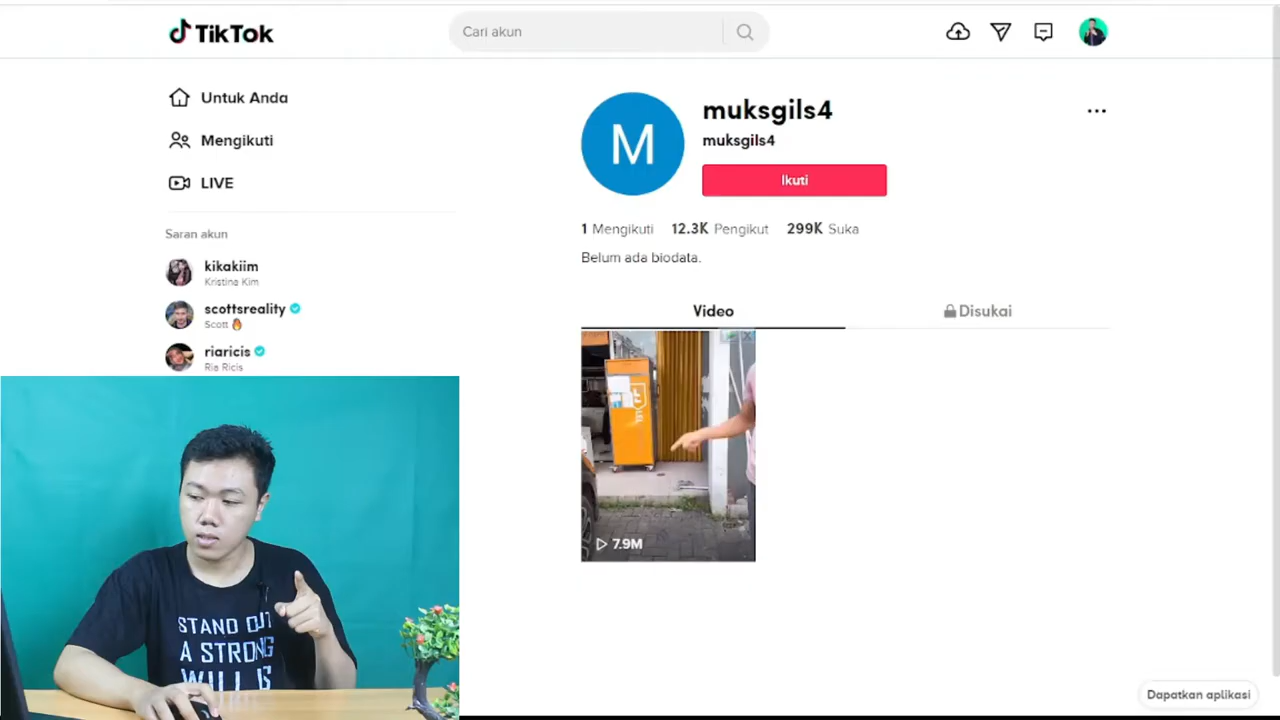 TikTok
Cari akun
Untuk Anda
Mengikuti
LIVE
Saran akun
kikakiim
Kristina Kim
scottsreality
Scott 🔥
riaricis
Ria Ricis
M
muksgils4
muksgils4
Ikuti
1 Mengikuti 12.3K Pengikut 299K Suka
Belum ada biodata.
Video
Disukai
7.9M
STAND OUT
A STRONG
WILL IS
Dapatkan aplikasi